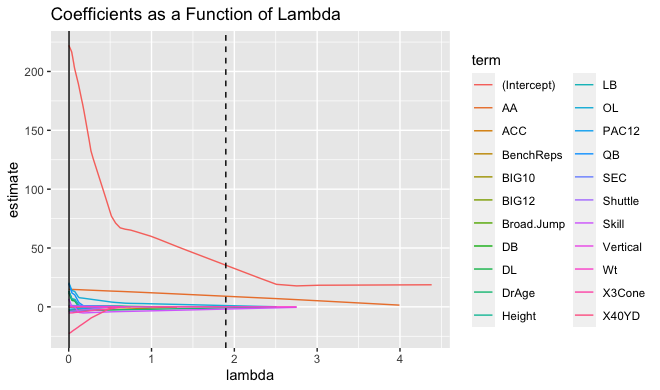 Coefficients as a Function of Lambda
200
150
100
50
0
estimate
0
1
2
3
4
lambda
term
(Intercept)
AA
ACC
BenchReps
BIG10
BIG12
Broad.Jump
DB
DL
DrAge
Height
LB
OL
PAC12
QB
SEC
Shuttle
Skill
Vertical
Wt
X3Cone
X40YD